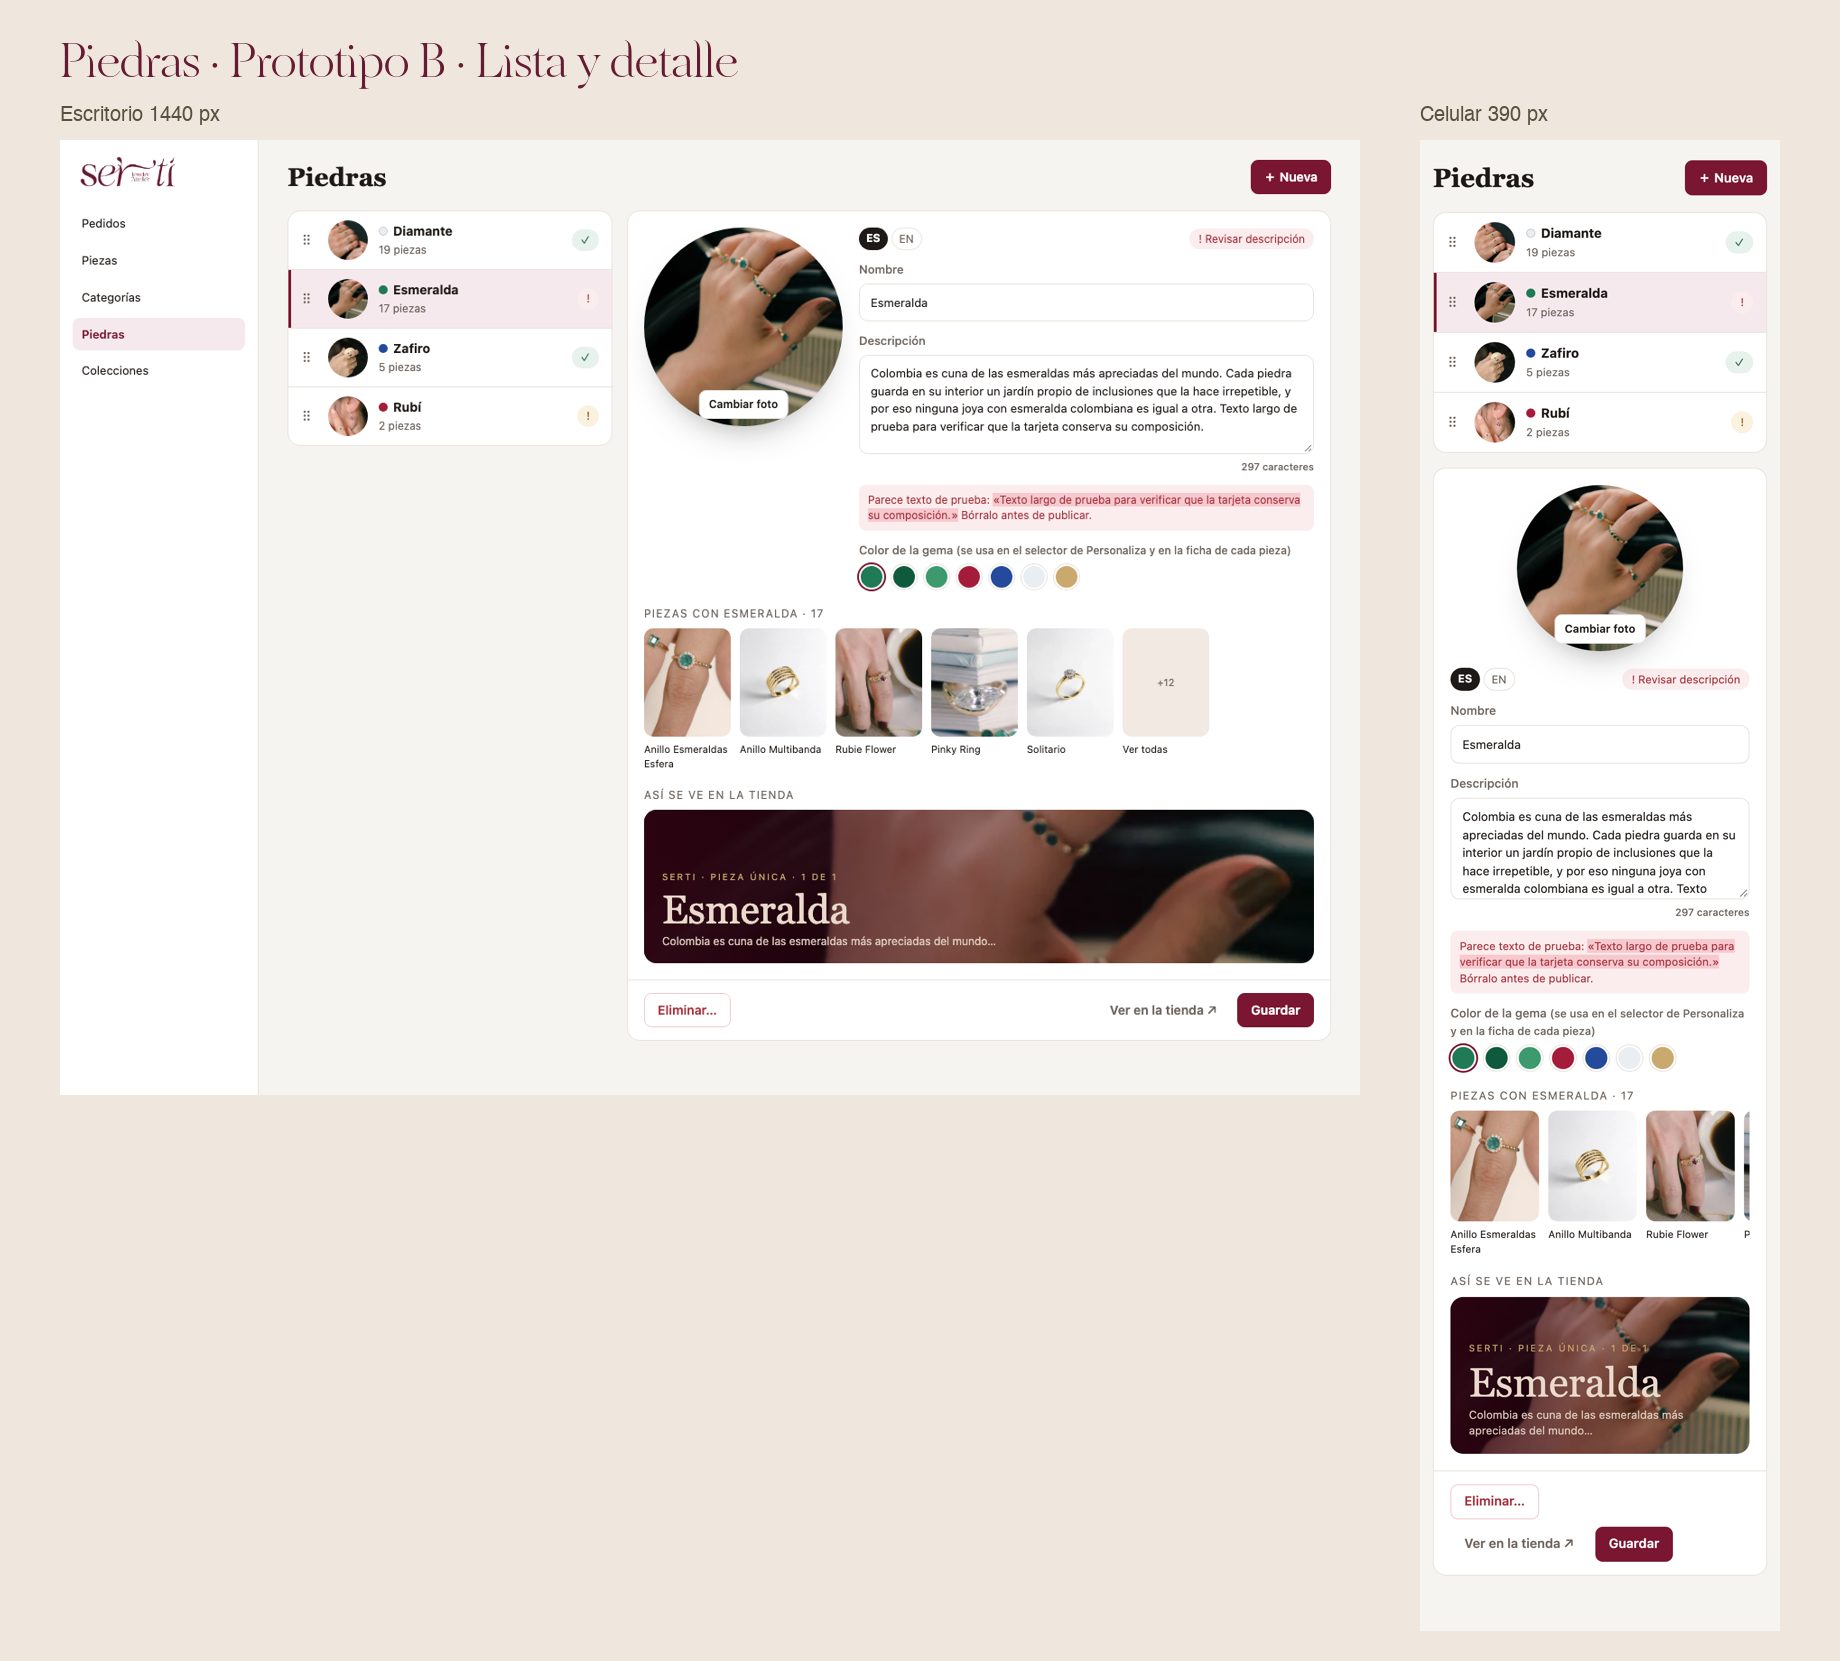 Piedras · Prototipo B · Lista y detalle
Escritorio 1440 px
serti
Pedidos
Piezas
Categorías
Piedras
Colecciones
Piedras
+ Nueva
Diamante
19 piezas
✓
Esmeralda
17 piezas
!
Zafiro
5 piezas
✓
Rubí
2 piezas
!
Cambiar foto
ES EN
! Revisar descripción
Nombre
Esmeralda
Descripción
Colombia es cuna de las esmeraldas más apreciadas del mundo. Cada piedra
guarda en su interior un jardín propio de inclusiones que la hace irrepetible, y
por eso ninguna joya con esmeralda colombiana es igual a otra. Texto largo de
prueba para verificar que la tarjeta conserva su composición.
297 caracteres
Parece texto de prueba: «Texto largo de prueba para verificar que la tarjeta conserva
su composición.» Bórralo antes de publicar.
Color de la gema (se usa en el selector de Personaliza y en la ficha de cada pieza)
PIEZAS CON ESMERALDA · 17
Anillo Esmeraldas
Esfera
Anillo Multibanda
Rubie Flower
Pinky Ring
Solitario
+12
Ver todas
ASÍ SE VE EN LA TIENDA
SERTI · PIEZA ÚNICA · 1 DE 1
Esmeralda
Colombia es cuna de las esmeraldas más apreciadas del mundo...
Eliminar...
Ver en la tienda ↗
Guardar
Celular 390 px
Piedras
+ Nueva
Diamante
19 piezas
✓
Esmeralda
17 piezas
!
Zafiro
5 piezas
✓
Rubí
2 piezas
!
Cambiar foto
ES EN
! Revisar descripción
Nombre
Esmeralda
Descripción
Colombia es cuna de las esmeraldas más
apreciadas del mundo. Cada piedra guarda en su
interior un jardín propio de inclusiones que la
hace irrepetible, y por eso ninguna joya con
esmeralda colombiana es igual a otra. Texto
297 caracteres
Parece texto de prueba: «Texto largo de prueba para
verificar que la tarjeta conserva su composición.»
Bórralo antes de publicar.
Color de la gema (se usa en el selector de Personaliza
y en la ficha de cada pieza)
PIEZAS CON ESMERALDA · 17
Anillo Esmeraldas
Esfera
Anillo Multibanda
Rubie Flower
P
ASÍ SE VE EN LA TIENDA
SERTI · PIEZA ÚNICA · 1 DE 1
Esmeralda
Colombia es cuna de las esmeraldas más
apreciadas del mundo...
Eliminar...
Ver en la tienda ↗
Guardar